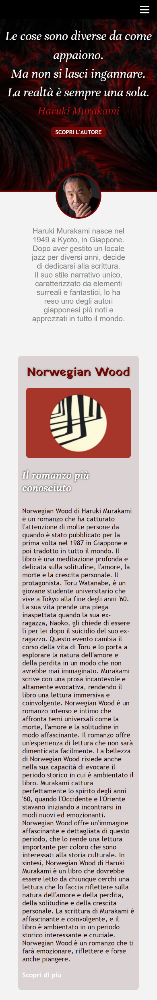 Le cose sono diverse da come
appaiono.
Ma non si lasci ingannare.
La realtà è sempre una sola.
Haruki Murakami
SCOPRI L'AUTORE
Haruki Murakami nasce nel
1949 a Kyoto, in Giappone.
Dopo aver gestito un locale
jazz per diversi anni, decide
di dedicarsi alla scrittura.
Il suo stile narrativo unico,
caratterizzato da elementi
surreali e fantastici, lo ha
reso uno degli autori
giapponesi più noti e
apprezzati in tutto il mondo.
Norwegian Wood
Il romanzo più
conosciuto
Norwegian Wood di Haruki Murakami
è un romanzo che ha catturato
l'attenzione di molte persone da
quando è stato pubblicato per la
prima volta nel 1987 in Giappone e
poi tradotto in tutto il mondo. Il
libro è una meditazione profonda e
delicata sulla solitudine, l'amore, la
morte e la crescita personale. Il
protagonista, Toru Watanabe, è un
giovane studente universitario che
vive a Tokyo alla fine degli anni '60.
La sua vita prende una piega
inaspettata quando la sua ex-
ragazza, Naoko, gli chiede di essere
lì per lei dopo il suicidio del suo ex-
ragazzo. Questo evento cambia il
corso della vita di Toru e lo porta a
esplorare la natura dell'amore e
della perdita in un modo che non
avrebbe mai immaginato. Murakami
scrive con una prosa incantevole e
altamente evocativa, rendendo il
libro una lettura immersiva e
coinvolgente. Norwegian Wood è un
romanzo intenso e intimo che
affronta temi universali come la
morte, l'amore e la solitudine in
modo affascinante. Il romanzo offre
un'esperienza di lettura che non sarà
dimenticata facilmente. La bellezza
di Norwegian Wood risiede anche
nella sua capacità di evocare il
periodo storico in cui è ambientato il
libro. Murakami cattura
perfettamente lo spirito degli anni
'60, quando l'Occidente e l'Oriente
stavano iniziando a incontrarsi in
modi nuovi ed emozionanti.
Norwegian Wood offre un'immagine
affascinante e dettagliata di questo
periodo, che lo rende una lettura
importante per coloro che sono
interessati alla storia culturale. In
sintesi, Norwegian Wood di Haruki
Murakami è un libro che dovrebbe
essere letto da chiunque cerchi una
lettura che lo faccia riflettere sulla
natura dell'amore e della perdita,
della solitudine e della crescita
personale. La scrittura di Murakami è
affascinante e coinvolgente, e il
libro è ambientato in un periodo
storico interessante e cruciale.
Norwegian Wood è un romanzo che ti
farà emozionare, riflettere e forse
anche piangere.
Scopri di più